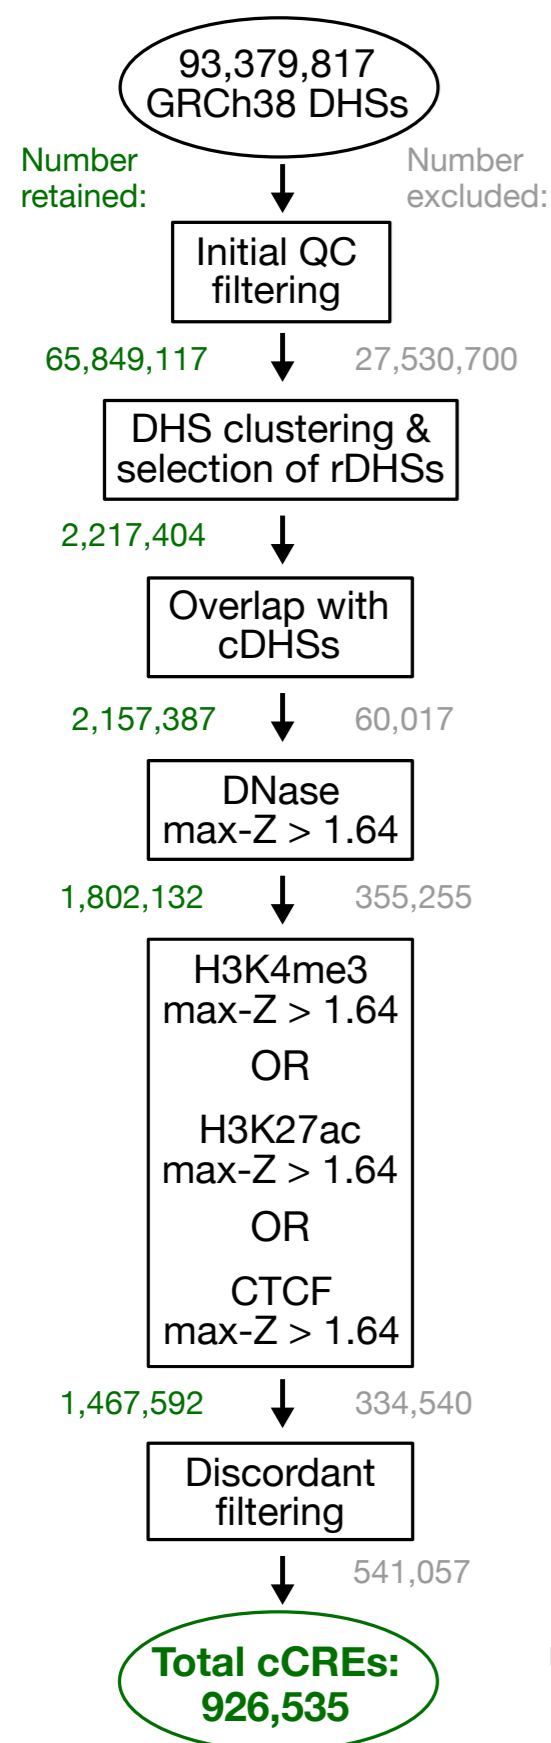 93,379,817
GRCh38 DHSs
Number
retained:
Number
excluded:
Initial QC
filtering
65,849,117
27,530,700
DHS clustering &
selection of rDHSs
2,217,404
Overlap with
cDHSs
2,157,387
60,017
DNase
max-Z > 1.64
1,802,132
355,255
H3K4me3
max-Z > 1.64
OR
H3K27ac
max-Z > 1.64
OR
CTCF
max-Z > 1.64
1,467,592
334,540
Discordant
filtering
541,057
Total cCREs:
926,535